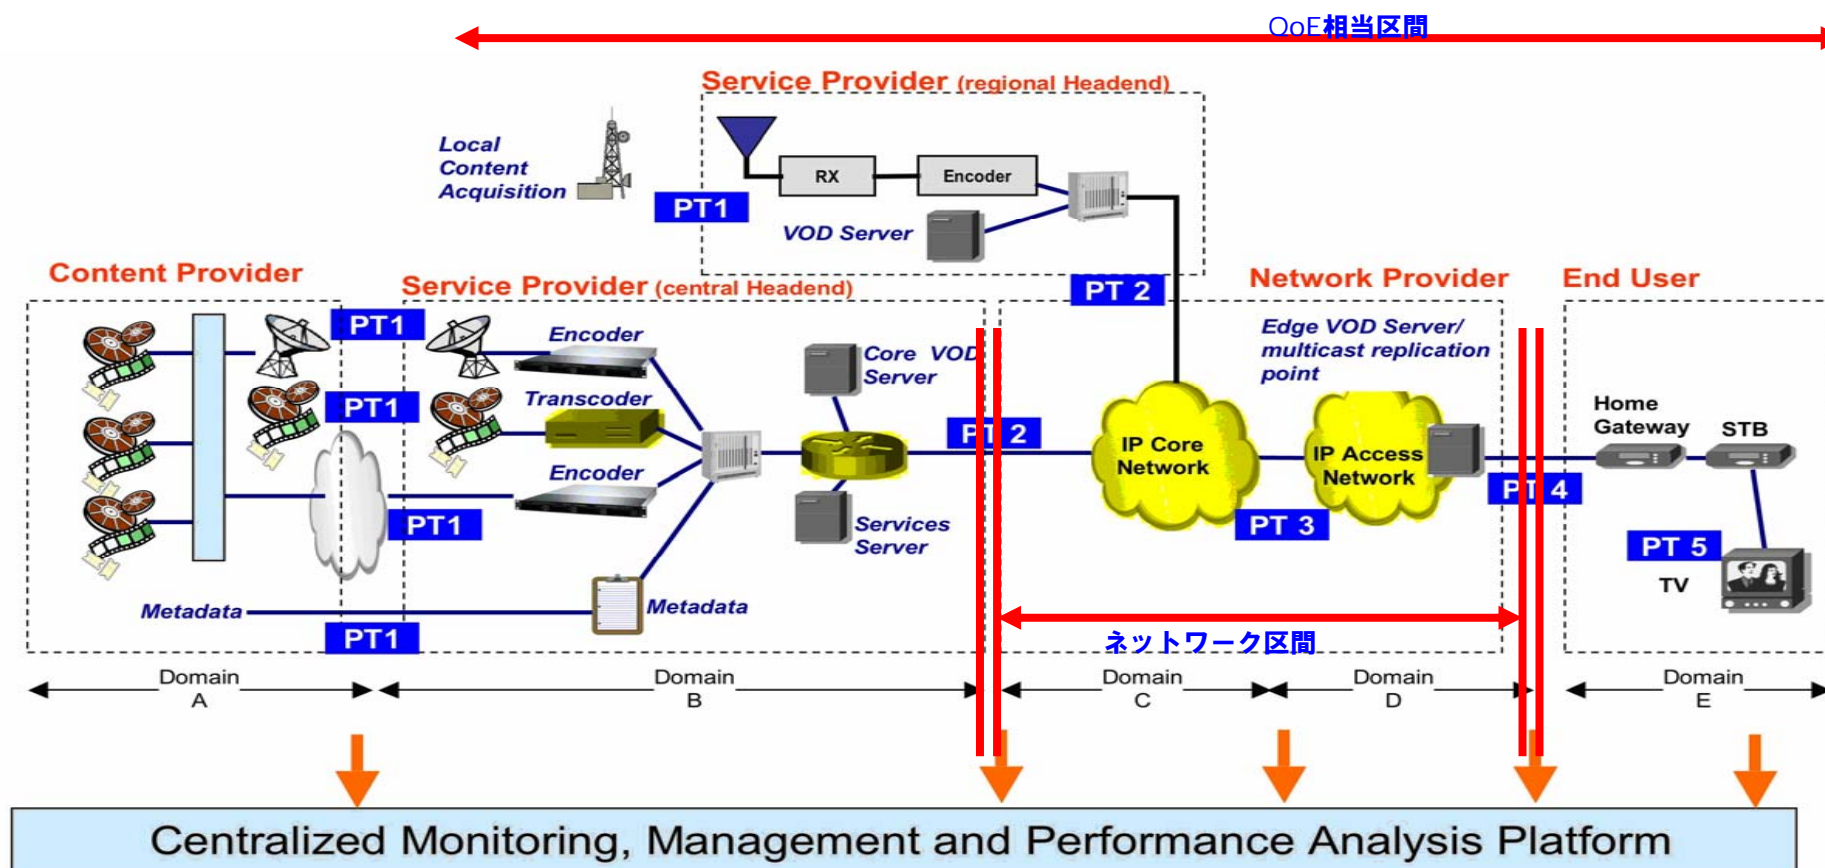 QoE相当区間
Service Provider (regional Headend)
Local
Content
Acquisition
RX
Encoder
PT1
VOD Server
PT 2
Content Provider
Service Provider (central Headend)
Network Provider
End User
PT1
Encoder
Core VOD
Server
Edge VOD Server/
multicast replication
point
PT1
Transcoder
PT 2
IP Core
Network
IP Access
Network
Home
Gateway
STB
Encoder
PT1
Services
Server
PT 3
PT 4
PT 5
TV
Metadata
Metadata
PT1
ネットワーク区間
Domain
A
Domain
B
Domain
C
Domain
D
Domain
E
Centralized Monitoring, Management and Performance Analysis Platform